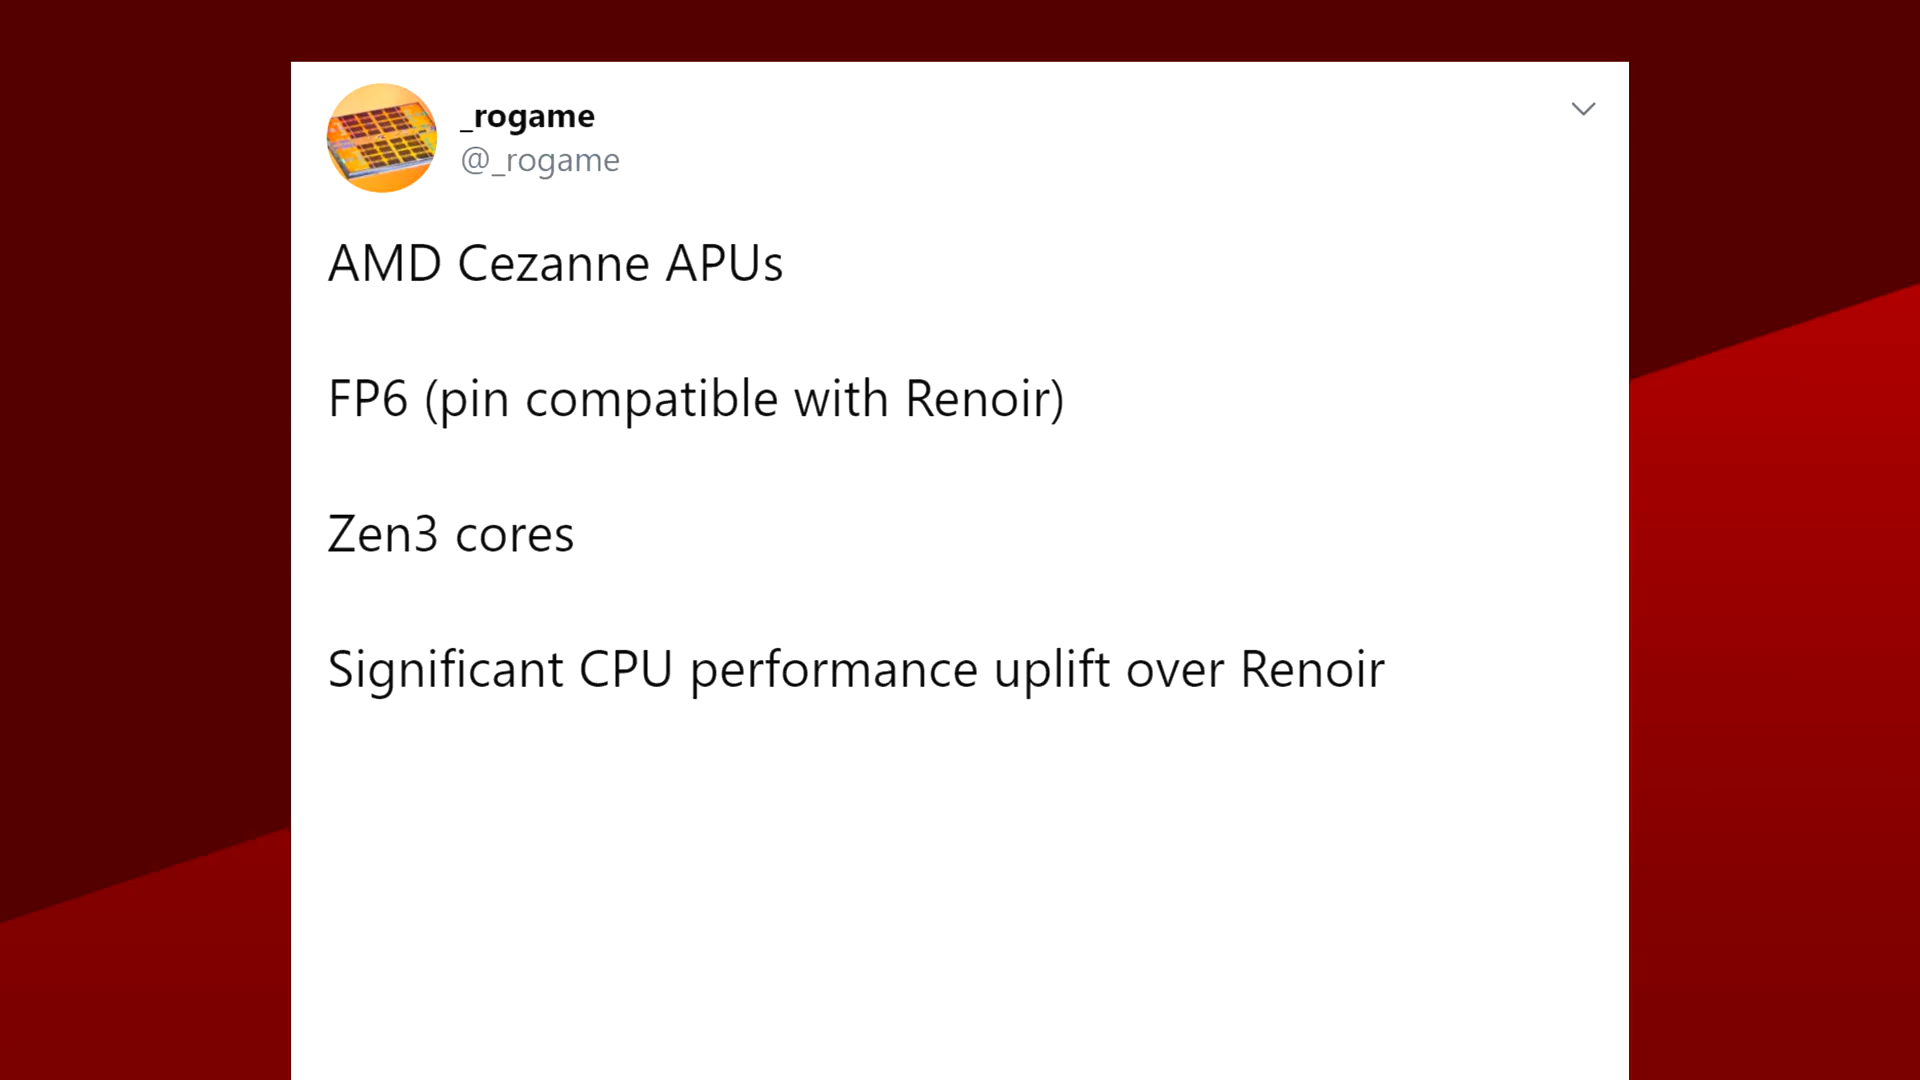 _rogame
@_rogame
AMD Cezanne APUs
FP6 (pin compatible with Renoir)
Zen3 cores
Significant CPU performance uplift over Renoir